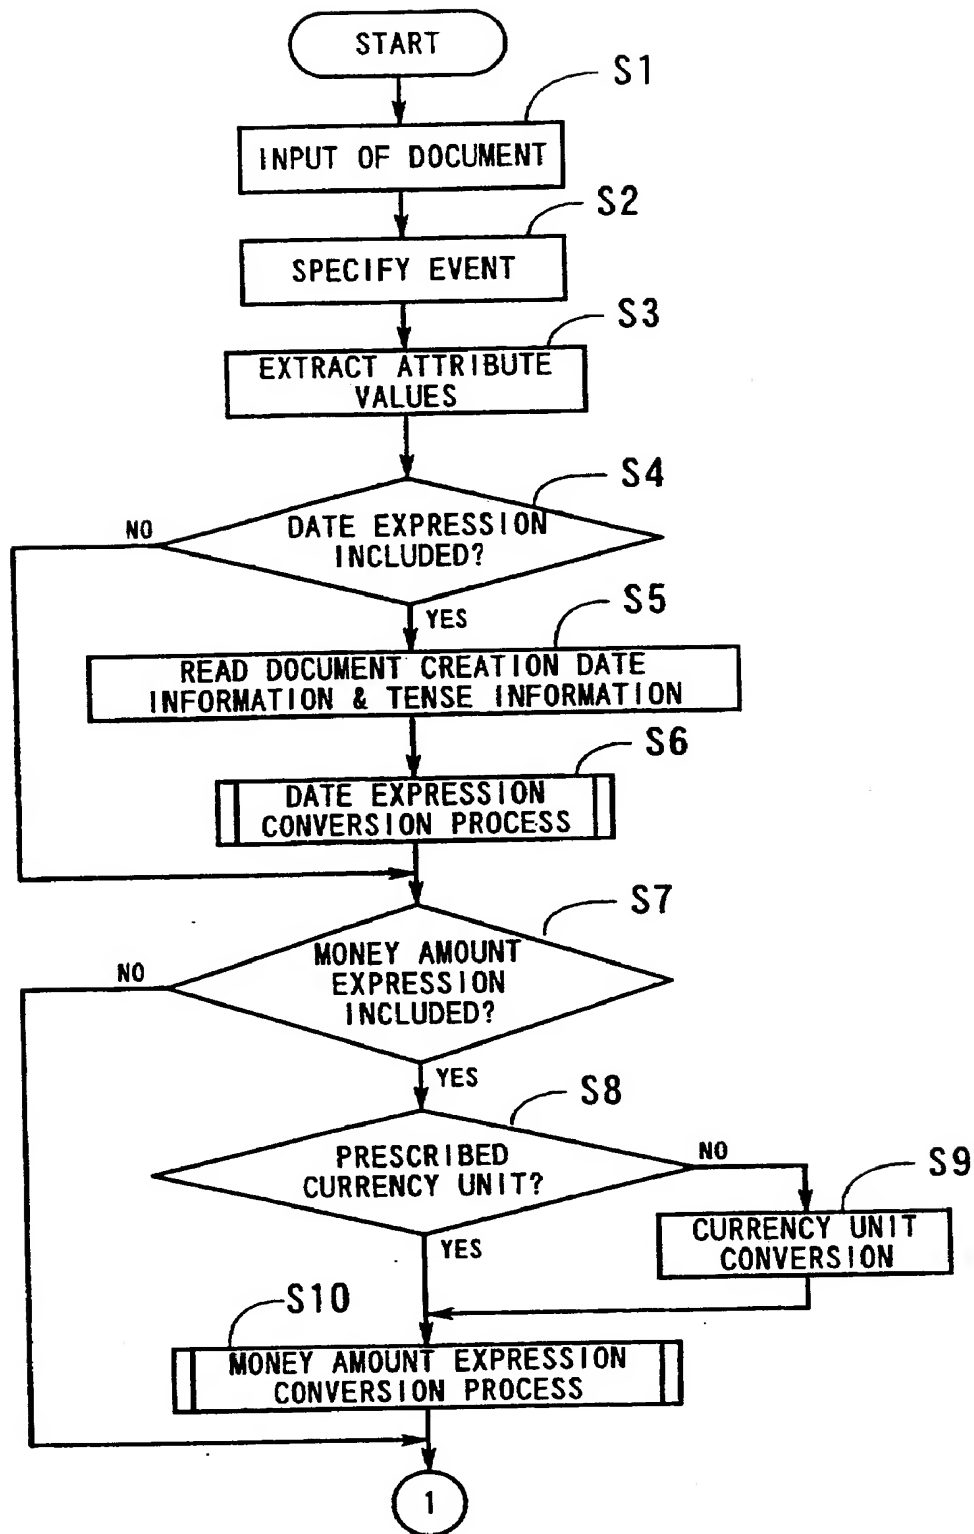 START
S1
INPUT OF DOCUMENT
S2
SPECIFY EVENT
S3
EXTRACT ATTRIBUTE
VALUES
S4
NO
DATE EXPRESSION
INCLUDED?
YES
S5
READ DOCUMENT CREATION DATE
INFORMATION & TENSE INFORMATION
S6
DATE EXPRESSION
CONVERSION PROCESS
S7
NO
MONEY AMOUNT
EXPRESSION
INCLUDED?
YES
S8
PRESCRIBED
CURRENCY UNIT?
NO
S9
YES
CURRENCY UNIT
CONVERSION
S10
MONEY AMOUNT EXPRESSION
CONVERSION PROCESS
1